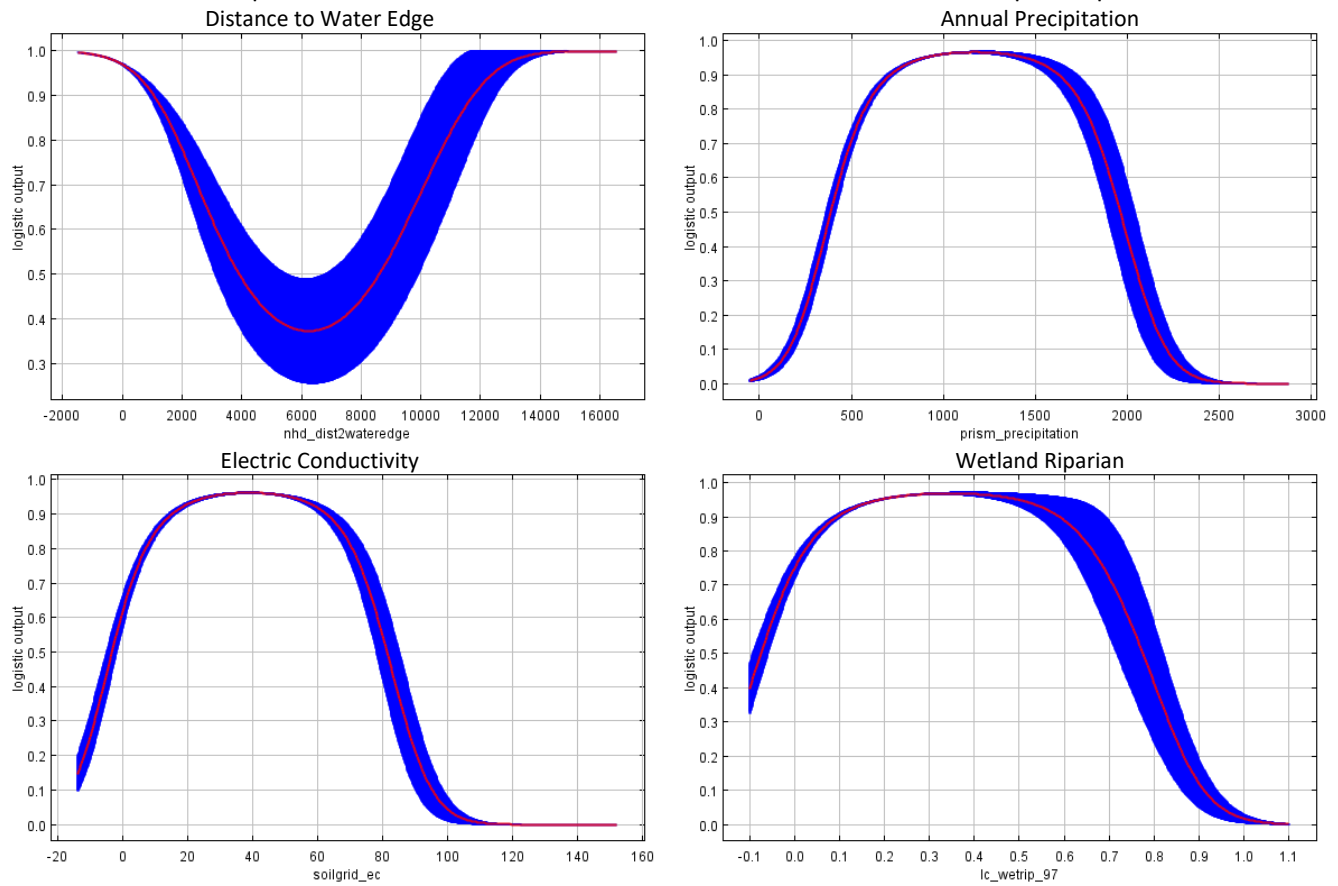 Distance to Water Edge
1.0
0.9
0.8
0.7
0.6
0.5
0.4
0.3
logistic output
-2000 0 2000 4000 6000 8000 10000 12000 14000 16000
nhd_dist2wateredge
Annual Precipitation
1.0
0.9
0.8
0.7
0.6
0.5
0.4
0.3
0.2
0.1
0.0
logistic output
0 500 1000 1500 2000 2500 3000
prism_precipitation
Electric Conductivity
1.0
0.9
0.8
0.7
0.6
0.5
0.4
0.3
0.2
0.1
0.0
logistic output
-20 0 20 40 60 80 100 120 140 160
soilgrid_ec
Wetland Riparian
1.0
0.9
0.8
0.7
0.6
0.5
0.4
0.3
0.2
0.1
0.0
logistic output
-0.1 0.0 0.1 0.2 0.3 0.4 0.5 0.6 0.7 0.8 0.9 1.0 1.1
lc_wetrip_97